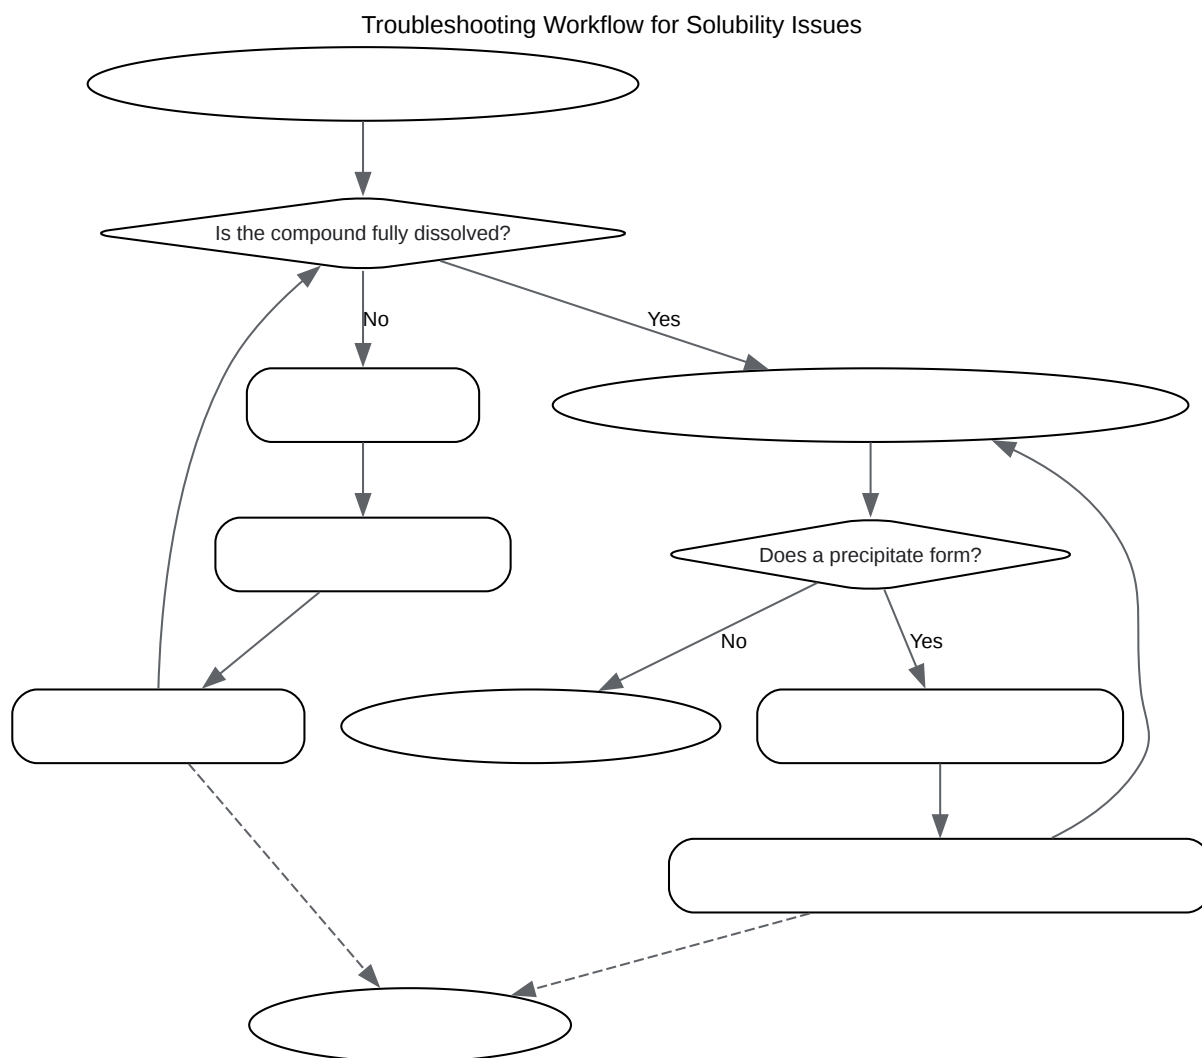 Troubleshooting Workflow for Solubility Issues
Is the compound fully dissolved?
No
Yes
Does a precipitate form?
No
Yes